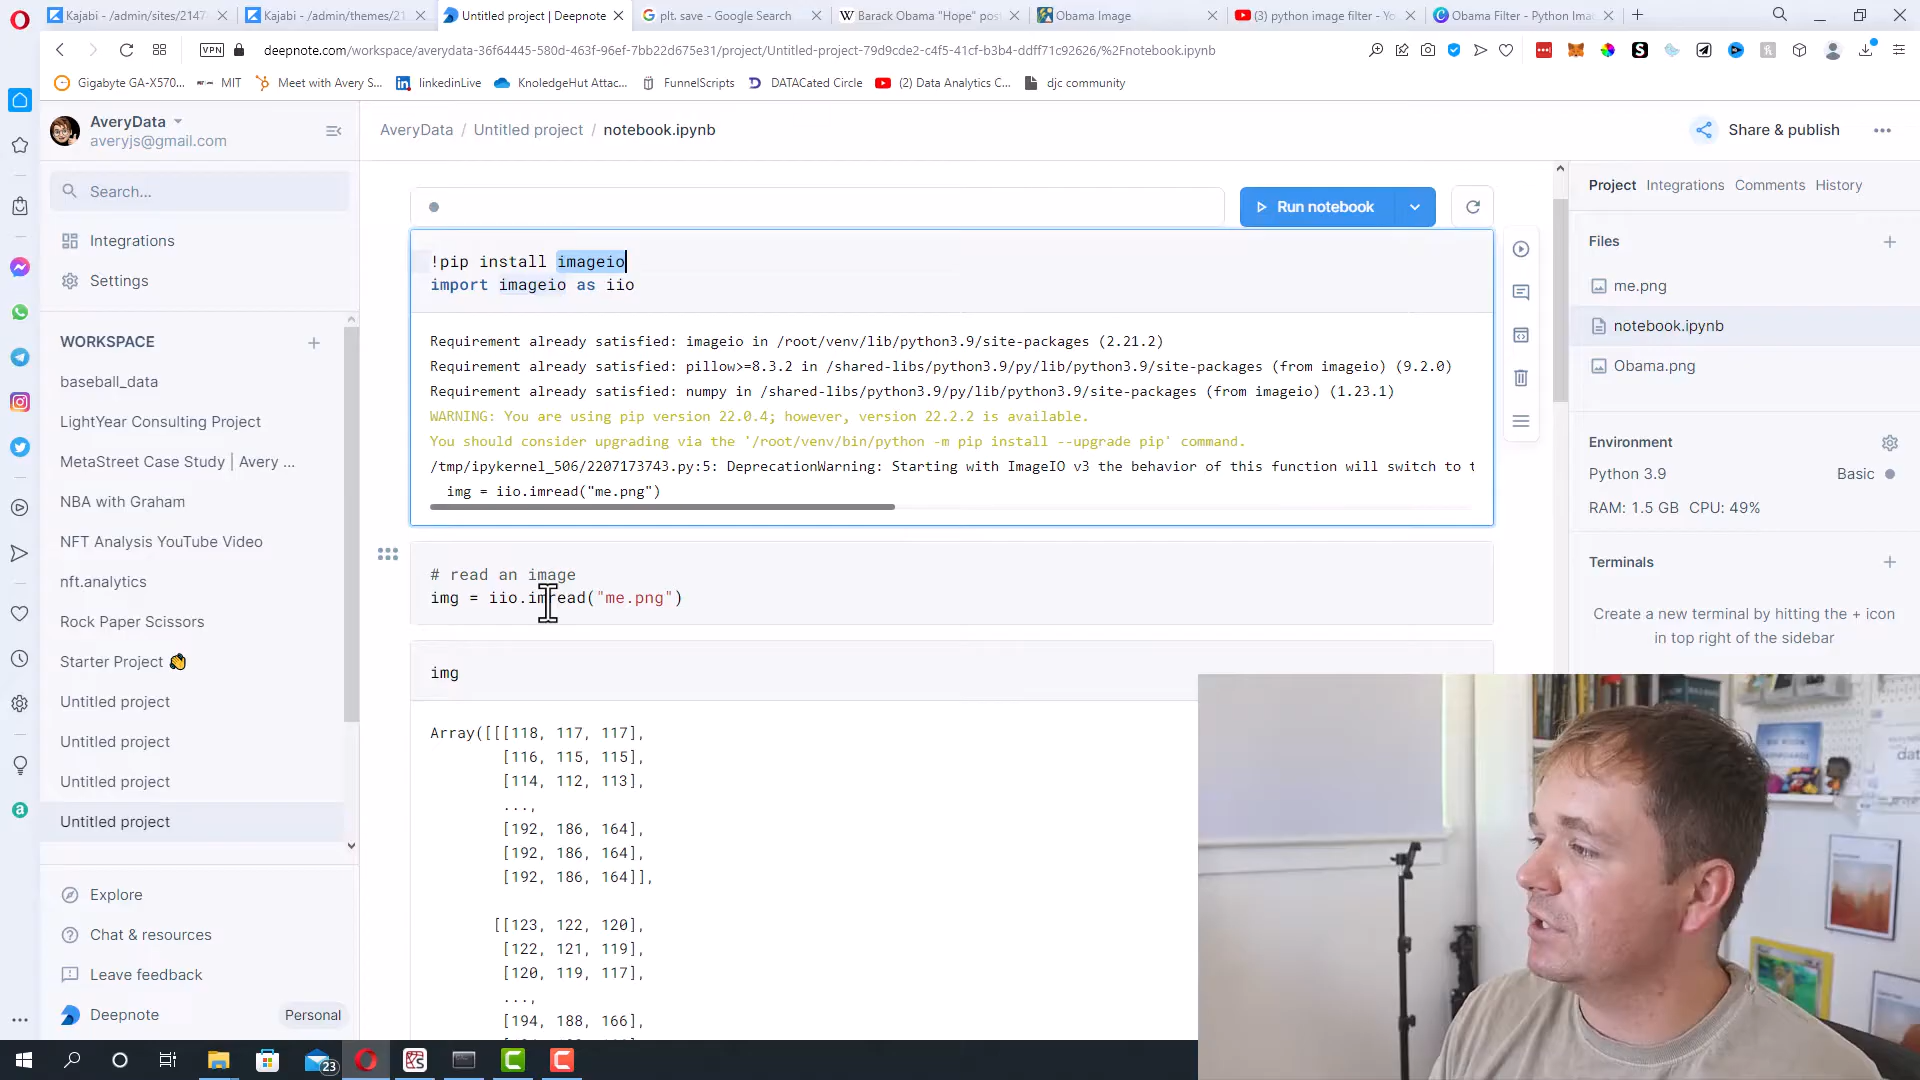 Kajabi - /admin/sites/2147
Kajabi - /admin/themes/21
Untitled project | Deepnote
plt. save - Google Search
Barack Obama "Hope" pos
Obama Image
(3) python image filter - Yo
Obama Filter - Python Ima
VPN
deepnote.com/workspace/averydata-36f64445-580d-463f-96ef-7bb22d675e31/project/Untitled-project-79d9cde2-c4f5-41cf-b3b4-ddff71c92626/%2Fnotebook.ipynb
Gigabyte GA-X570...
MIT
Meet with Avery S...
linkedinLive
KnoledgeHut Attac...
FunnelScripts
DATACated Circle
(2) Data Analytics C...
djc community
AveryData
averyjs@gmail.com
AveryData / Untitled project / notebook.ipynb
Share & publish
Search...
Integrations
Settings
WORKSPACE
baseball_data
LightYear Consulting Project
MetaStreet Case Study | Avery ...
NBA with Graham
NFT Analysis YouTube Video
nft.analytics
Rock Paper Scissors
Starter Project
Untitled project
Untitled project
Untitled project
Untitled project
Explore
Chat & resources
Leave feedback
Deepnote
Personal
Run notebook
!pip install imageio
import imageio as iio
Requirement already satisfied: imageio in /root/venv/lib/python3.9/site-packages (2.21.2)
Requirement already satisfied: pillow>=8.3.2 in /shared-libs/python3.9/py/lib/python3.9/site-packages (from imageio) (9.2.0)
Requirement already satisfied: numpy in /shared-libs/python3.9/py/lib/python3.9/site-packages (from imageio) (1.23.1)
WARNING: You are using pip version 22.0.4; however, version 22.2.2 is available.
You should consider upgrading via the '/root/venv/bin/python -m pip install --upgrade pip' command.
/tmp/ipykernel_506/2207173743.py:5: DeprecationWarning: Starting with ImageIO v3 the behavior of this function will switch to t
img = iio.imread("me.png")
# read an image
img = iio.imread("me.png")
img
Array([[[118, 117, 117],
[116, 115, 115],
[114, 112, 113],
...,
[192, 186, 164],
[192, 186, 164],
[192, 186, 164]],
[[123, 122, 120],
[122, 121, 119],
[120, 119, 117],
...,
[194, 188, 166],
Project
Integrations
Comments
History
Files
me.png
notebook.ipynb
Obama.png
Environment
Python 3.9
Basic
RAM: 1.5 GB CPU: 49%
Terminals
Create a new terminal by hitting the + icon
in top right of the sidebar
23